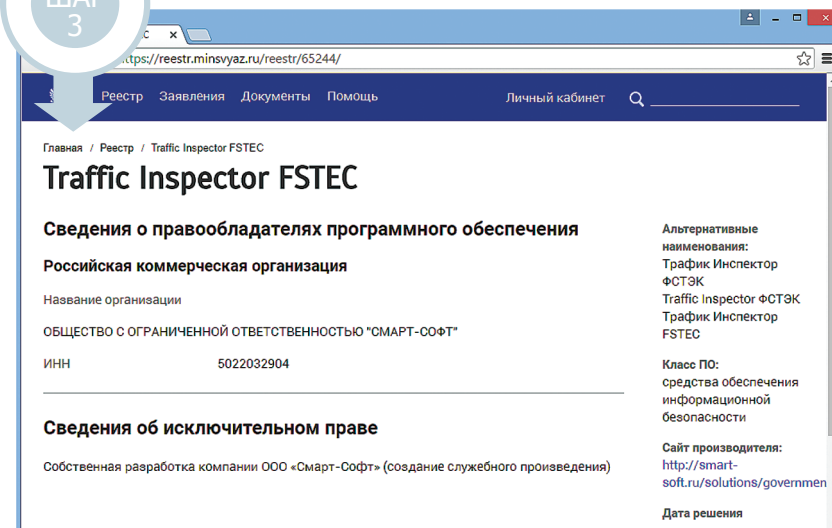 ШАГ
3
https://reestr.minsvyaz.ru/reestr/65244/
Реестр Заявления Документы Помощь Личный кабинет
Главная / Реестр / Traffic Inspector FSTEC
Traffic Inspector FSTEC
Сведения о правообладателях программного обеспечения
Российская коммерческая организация
Название организации
ОБЩЕСТВО С ОГРАНИЧЕННОЙ ОТВЕТСТВЕННОСТЬЮ "СМАРТ-СОФТ"
ИНН 5022032904
Сведения об исключительном праве
Собственная разработка компании ООО «Смарт-Софт» (создание служебного произведения)
Альтернативные
наименования:
Трафик Инспектор
ФСТЭК
Traffic Inspector ФСТЭК
Трафик Инспектор
FSTEC
Класс ПО:
средства обеспечения
информационной
безопасности
Сайт производителя:
http://smart-
soft.ru/solutions/governmen
Дата решения